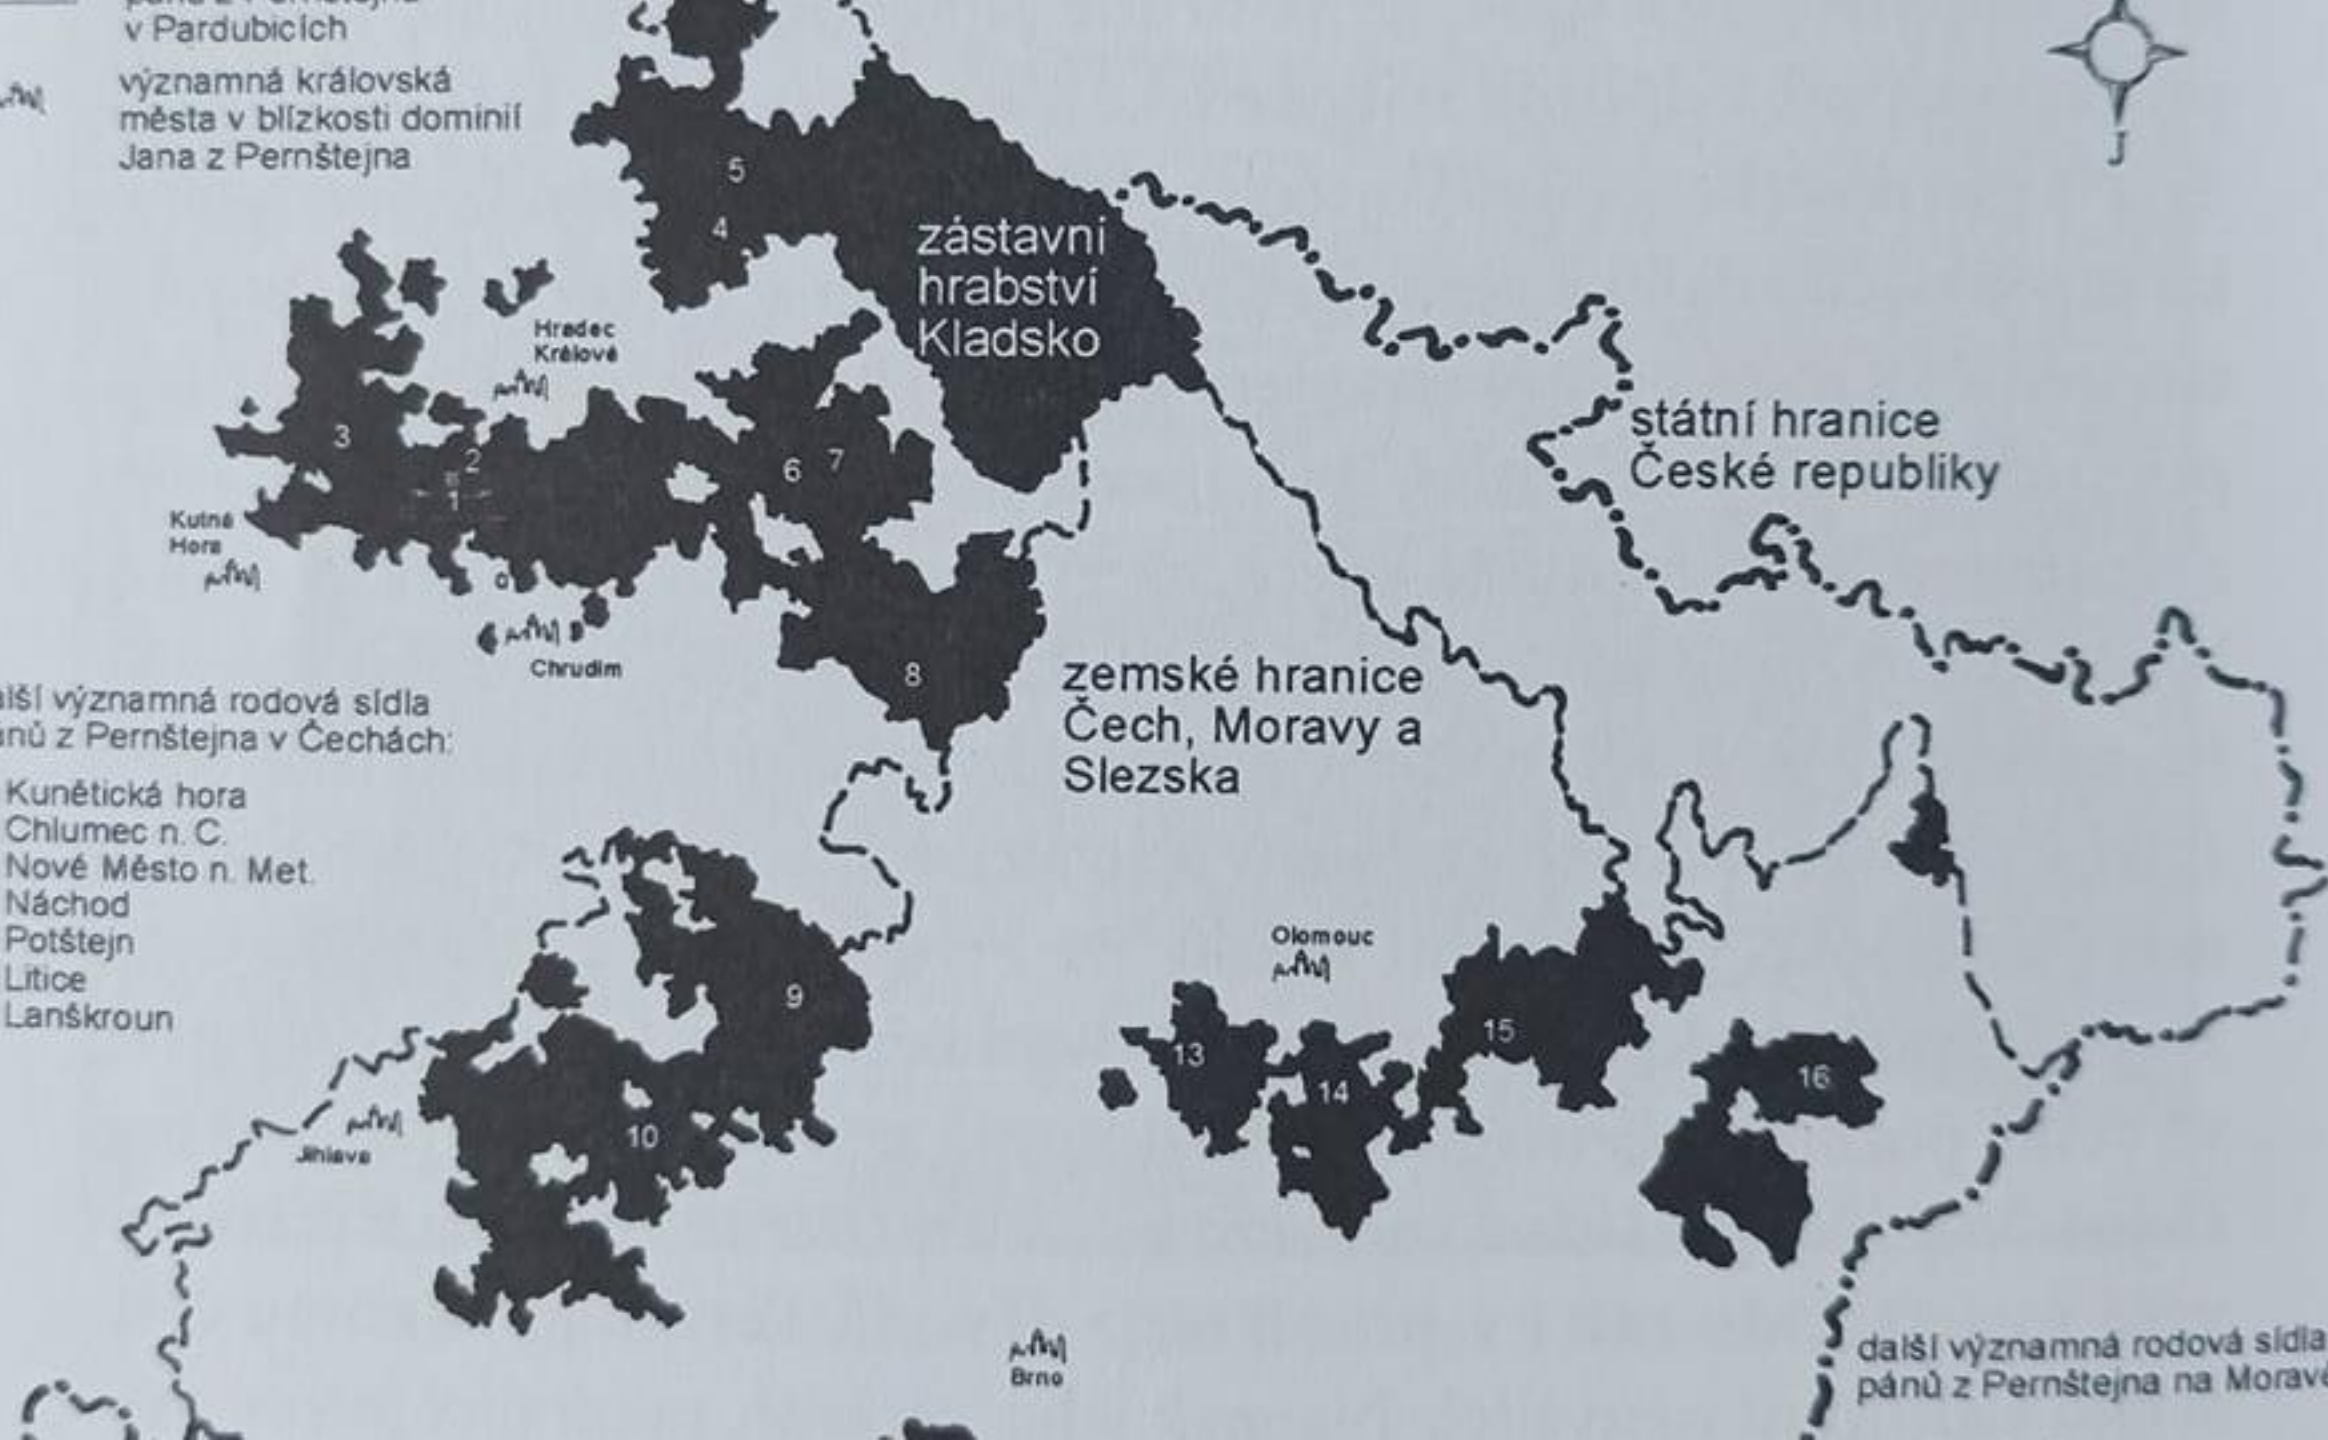 v Pardubicích
významná královská
města v blízkosti dominií
Jana z Pernštejna
J
5
4
zástavní
hrabství
Kladsko
Hradec
Králové
3
2
1
6
7
Kutná
Hora
státní hranice
České republiky
Chrudim
8
zemské hranice
Čech, Moravy a
Slezska
významná rodová sídla
z Pernštejna v Čechách:
Kunětická hora
Chlumec n. C.
Nové Město n. Met.
Náchod
Potštejn
Litice
Lanškroun
9
10
Jihlava
Olomouc
13
14
15
16
Brno
další významná rodová sídla
pánů z Pernštejna na Moravě